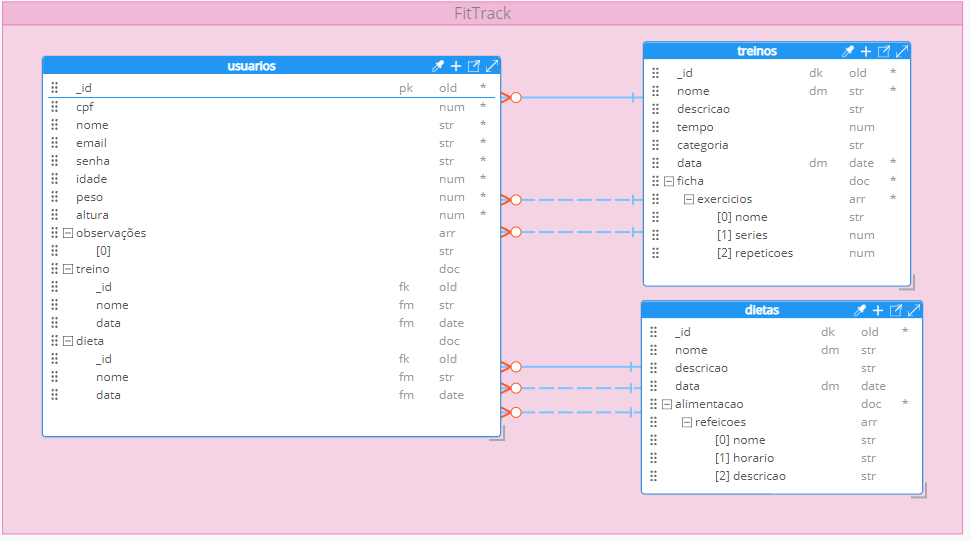 FitTrack
usuarios
_id pk oId *
cpf num *
nome str *
email str *
senha str *
idade num *
peso num *
altura num *
observações arr
[0] str
treino doc
_id fk oId
nome fm str
data fm date
dieta doc
_id fk oId
nome fm str
data fm date
treinos
_id dk oId *
nome dm str *
descricao str
tempo num
categoria str
data dm date *
ficha doc *
exercicios arr *
[0] nome str
[1] series num
[2] repeticoes num
dietas
_id dk oId *
nome dm str
descricao str
data dm date
alimentacao doc *
refeicoes arr
[0] nome str
[1] horario str
[2] descricao str